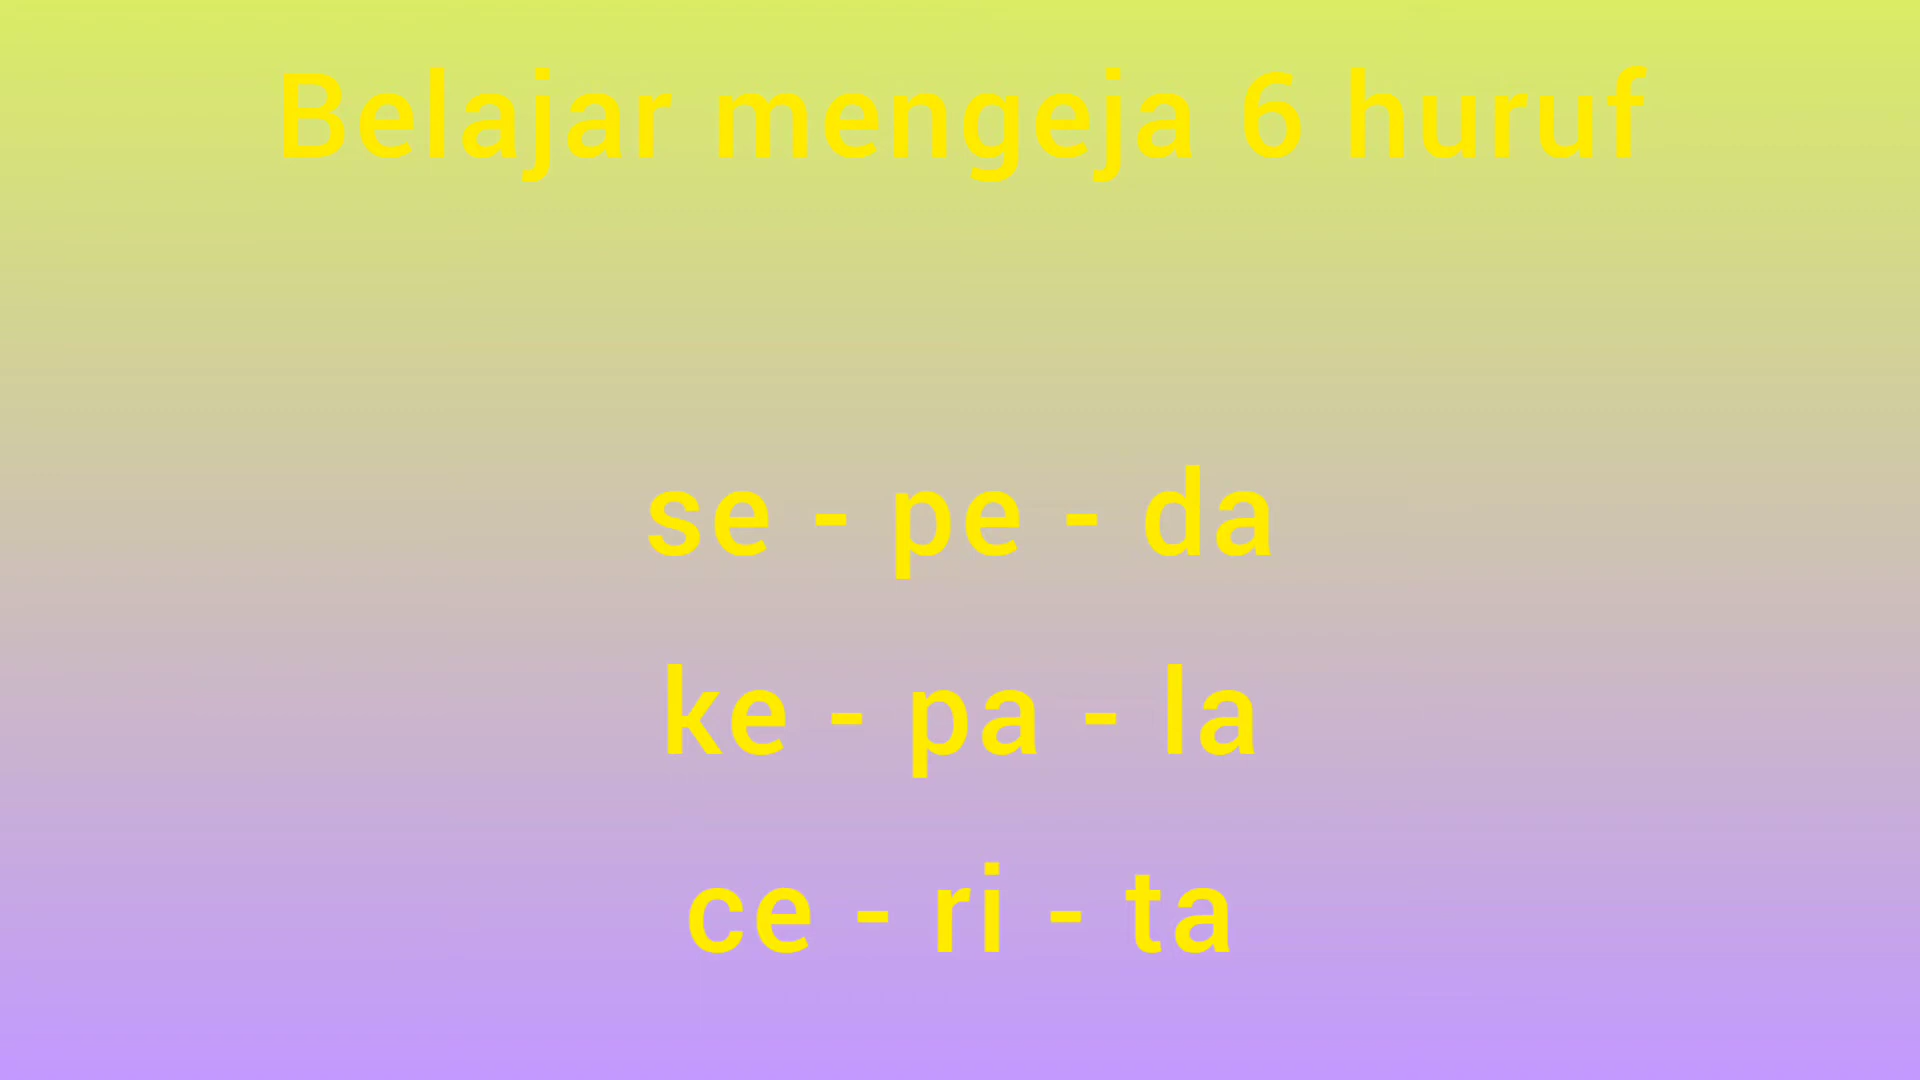 Belajar mengeja 6 huruf
se - pe - da
ke - pa - la
ce - ri - ta